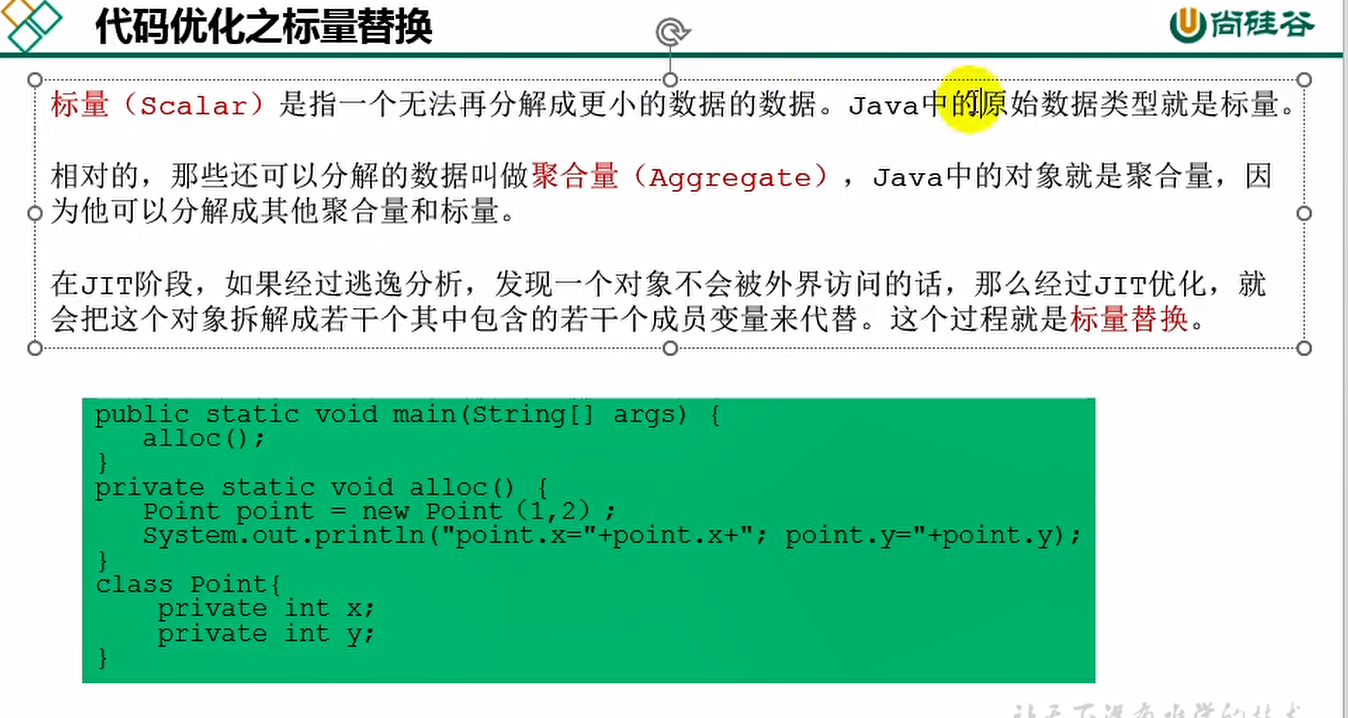 代码优化之标量替换
尚硅谷
标量（Scalar）是指一个无法再分解成更小的数据的数据。Java中的原始数据类型就是标量。
相对的，那些还可以分解的数据叫做聚合量（Aggregate），Java中的对象就是聚合量，因
为他可以分解成其他聚合量和标量。
在JIT阶段，如果经过逃逸分析，发现一个对象不会被外界访问的话，那么经过JIT优化，就
会把这个对象拆解成若干个其中包含的若干个成员变量来代替。这个过程就是标量替换。
public static void main(String[] args) {
   alloc();
}
private static void alloc() {
   Point point = new Point（1,2）;
   System.out.println("point.x="+point.x+"; point.y="+point.y);
}
class Point{
    private int x;
    private int y;
}
让天下没有难学的技术